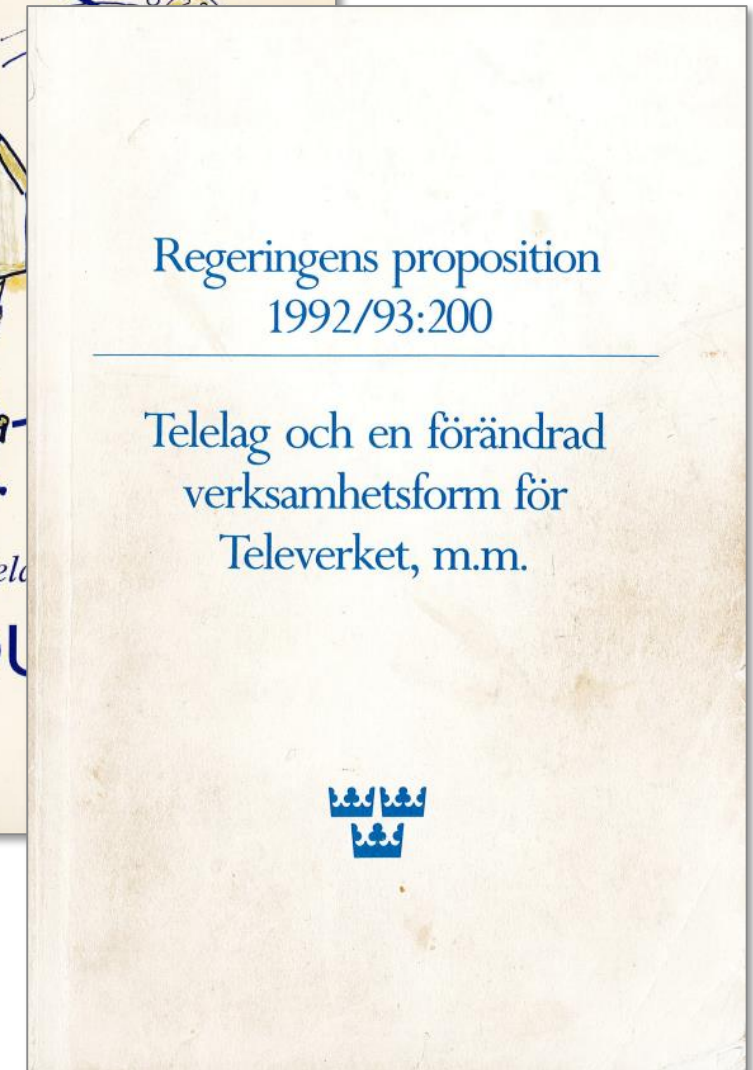 Regeringens proposition
1992/93:200
Telelag och en förändrad
verksamhetsform för
Televerket, m.m.